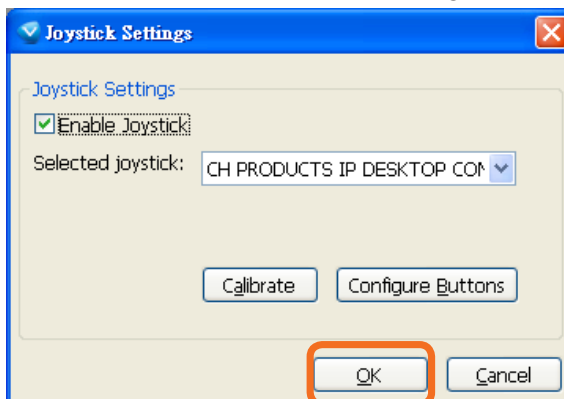 Joystick Settings
Joystick Settings
Enable Joystick
Selected joystick: CH PRODUCTS IP DESKTOP CON
Calibrate Configure Buttons
OK Cancel